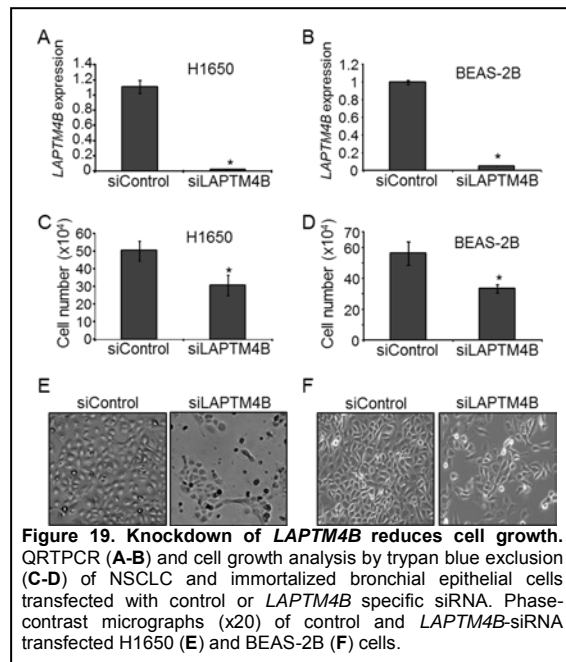 A
B
H1650
BEAS-2B
LAPTM4B expression
1.4
1.2
1
0.8
0.6
0.4
0.2
0
*
siControl siLAPTM4B
LAPTM4B expression
1.2
1
0.8
0.6
0.4
0.2
0
*
siControl siLAPTM4B
C
D
H1650
BEAS-2B
Cell number (x10⁴)
60
50
40
30
20
10
0
*
siControl siLAPTM4B
Cell number (x10⁴)
60
40
20
0
*
siControl siLAPTM4B
E
F
siControl siLAPTM4B
siControl siLAPTM4B
Figure 19. Knockdown of LAPTM4B reduces cell growth.
QRTPCR (A-B) and cell growth analysis by trypan blue exclusion
(C-D) of NSCLC and immortalized bronchial epithelial cells
transfected with control or LAPTM4B specific siRNA. Phase-
contrast micrographs (x20) of control and LAPTM4B-siRNA
transfected H1650 (E) and BEAS-2B (F) cells.